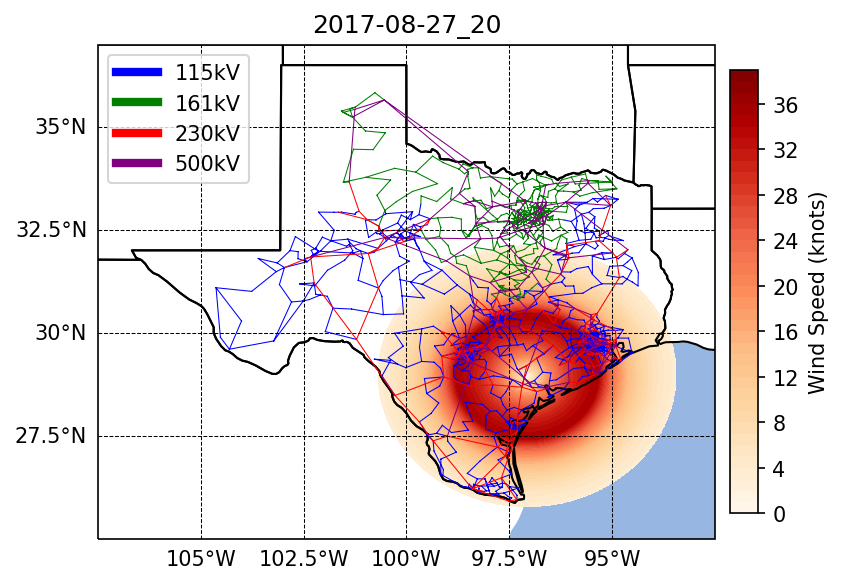 2017-08-27_20
115kV
161kV
230kV
500kV
35°N
32.5°N
30°N
27.5°N
105°W
102.5°W
100°W
97.5°W
95°W
36
32
28
24
20
16
12
8
4
0
Wind Speed (knots)